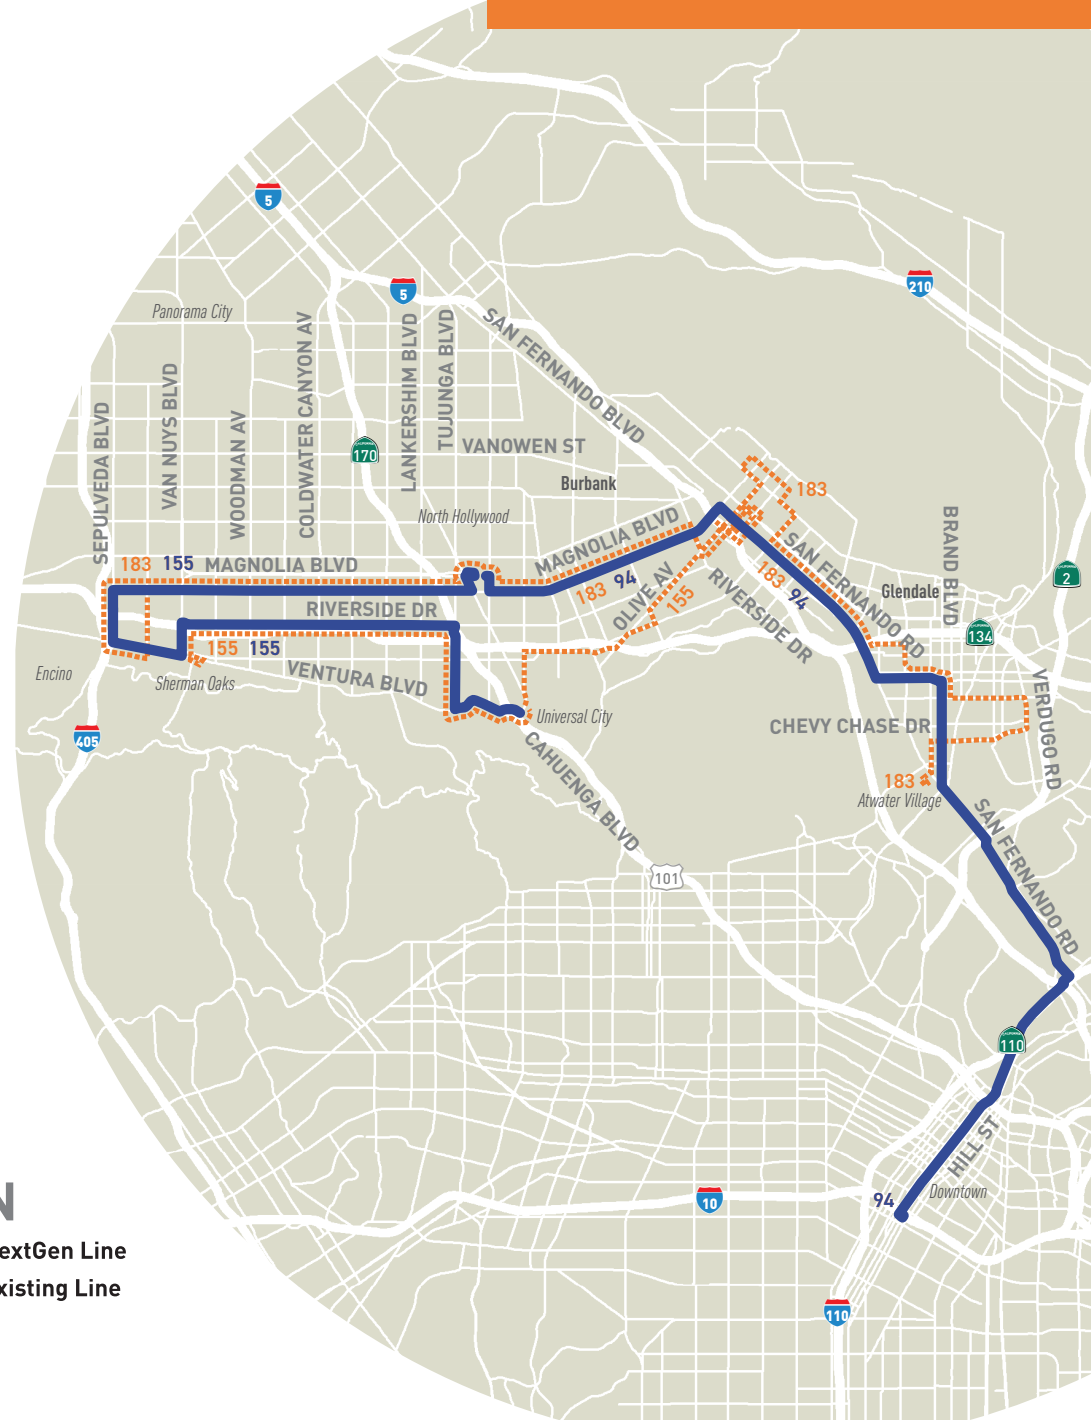 5
5
210
Panorama City
SAN FERNANDO BLVD
SEPULVEDA BLVD
VAN NUYS BLVD
WOODMAN AV
COLDWATER CANYON AV
LANKERSHIM BLVD
TUJUNGA BLVD
CALIFORNIA
170
VANOWEN ST
Burbank
183
North Hollywood
183
155
MAGNOLIA BLVD
MAGNOLIA BLVD
183
94
OLIVE AV
155
183
94
SAN FERNANDO RD
RIVERSIDE DR
Glendale
BRAND BLVD
CALIFORNIA
2
CALIFORNIA
134
RIVERSIDE DR
155
155
Encino
Sherman Oaks
VENTURA BLVD
Universal City
CHEVY CHASE DR
VERDUGO RD
405
CAHUENGA BLVD
183
Atwater Village
SAN FERNANDO RD
101
CALIFORNIA
110
HILL ST
94
Downtown
10
110
N
extGen Line
xisting Line